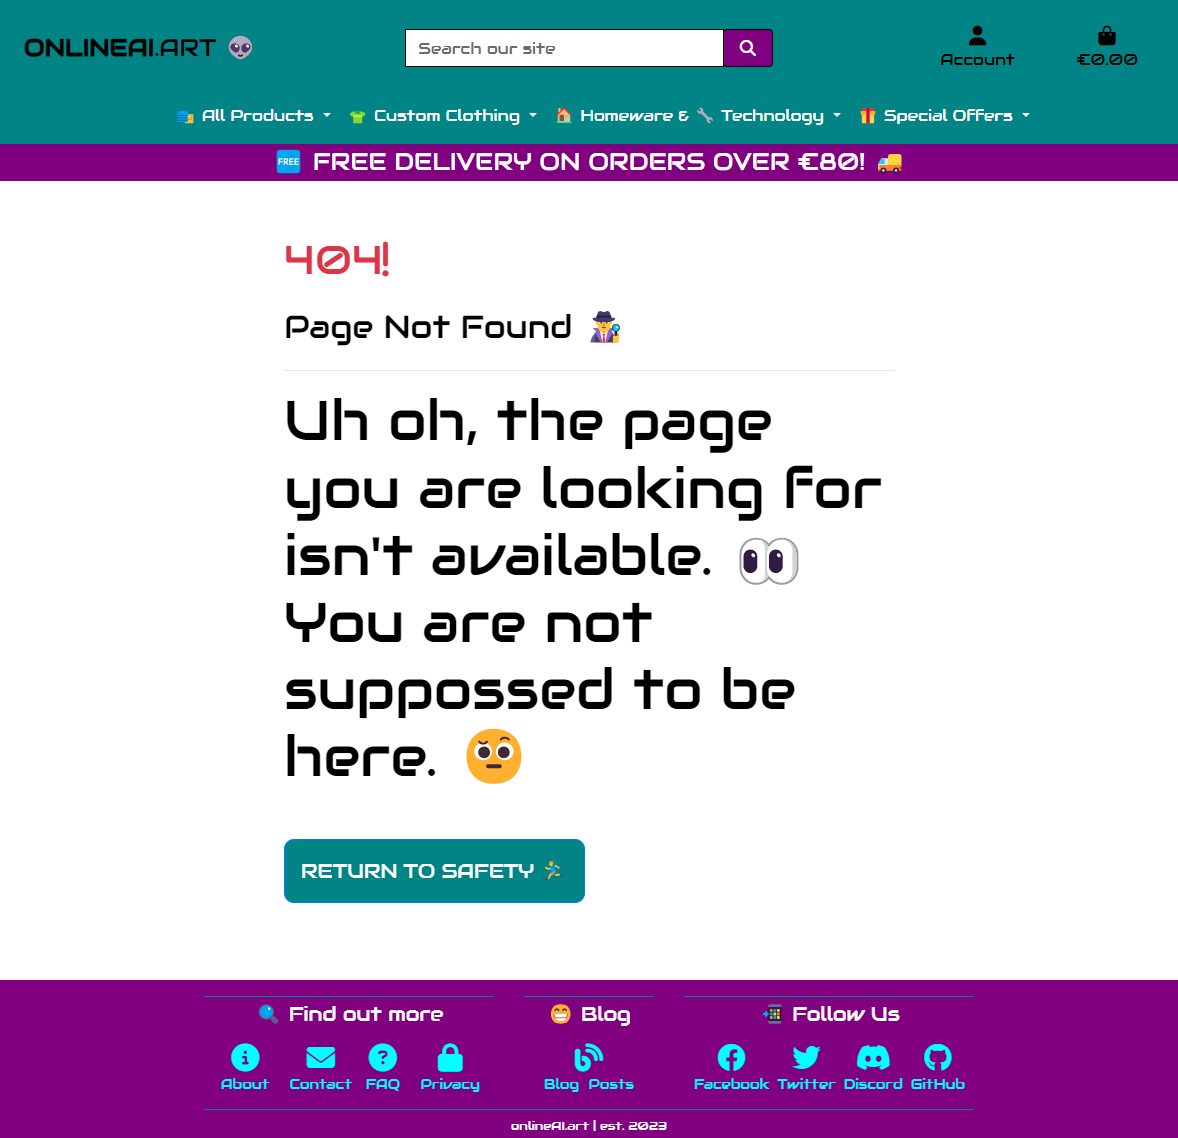 ONLINEAI.ART 👽
Search our site
Account
€0.00
All Products
👕 Custom Clothing
🏠 Homeware & 🔧 Technology
🎁 Special Offers
🆓 FREE DELIVERY ON ORDERS OVER €80! 🚚
404!
Page Not Found 🕵️
Uh oh, the page
you are looking for
isn't available. 👀
You are not
suppossed to be
here. 🤨
RETURN TO SAFETY 🏃
🔍 Find out more
😁 Blog
📲 Follow Us
About
Contact
FAQ
Privacy
Blog Posts
Facebook
Twitter
Discord
GitHub
onlineAI.art | est. 2023